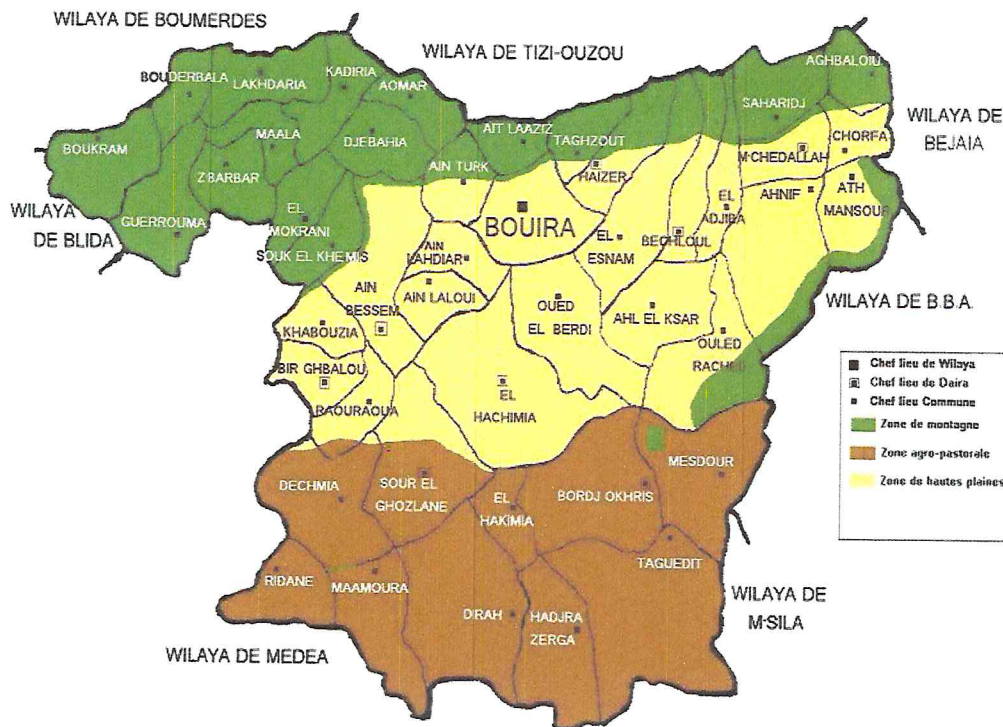 WILAYA DE BOUMERDES
WILAYA DE TIZI-OUZOU
AGHBALOIU
KADIRIA
BOUDERBALA
LAKHDARIA
AOMAR
SAHARIDJ
WILAYA DE
BEJAIA
CHORFA
MAALA
DJEBAHIA
AIT LAAZIZ
TAGHZOUT
BOUKRAM
M'CHEDALLAH
AIN TURK
HAIZER
ZBARBAR
AHNIF
ATH
MANSOUR
EL
ADJIBA
WILAYA
DE BLIDA
GUERROUMA
EL
MOKRANI
BOUIRA
EL
ESNAM
BECHLOUL
SOUK EL KHEMIS
AIN
LAHDIAR
AIN
BESSEM
AIN LALOUI
OUED
EL BERDI
AHL EL KSAR
WILAYA DE B.B.A.
KHABOUZIA
OULED
RACHED
BIR GHBALOU
EL
HACHIMIA
RAOURAOUA
Chef lieu de Wilaya
Chef lieu de Daira
Chef lieu Commune
Zone de montagne
Zone agro-pastorale
Zone de hautes plaines
MESDOUR
DECHMIA
SOUR EL
GHOZLANE
EL
HAKIMIA
BORDJ OKHRIS
TAGUEDIT
RIDANE
MAAMOURA
DIRAH
HADJRA
ZERGA
WILAYA DE
M'SILA
WILAYA DE MEDEA